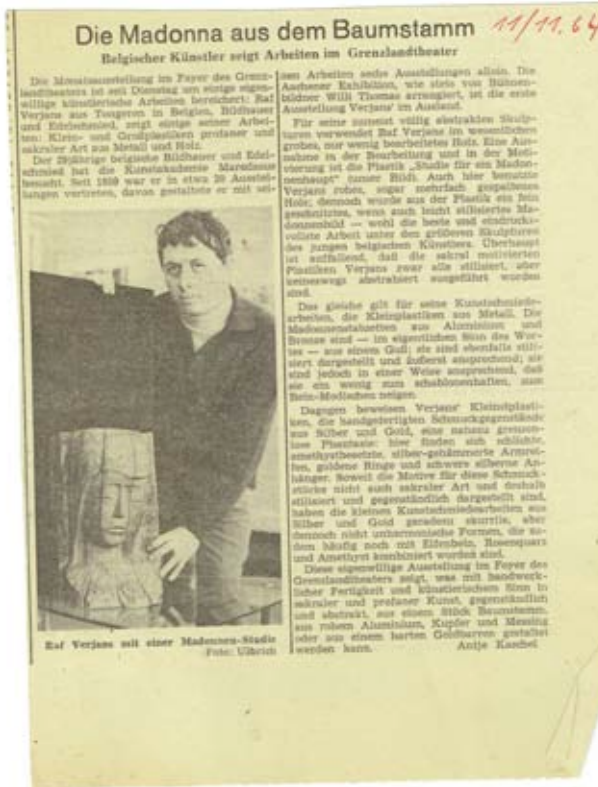 Die Madonna aus dem Baumstamm
11/11.64
Belgischer Künstler zeigt Arbeiten im Grenzlandtheater
Die Monatsausstellung im Foyer des Grenz-
landtheaters ist seit Dienstag um einige eigen-
willige künstlerische Arbeiten bereichert: Raf
Verjans aus Tongeren in Belgien, Bildhauer
und Edelschmied, zeigt einige seiner Arbei-
ten: Klein- und Großplastiken profaner und
sakraler Art aus Metall und Holz.
Der 29jährige belgische Bildhauer und Edel-
schmied hat die Kunstakademie
besucht. Seit 1959 war er in etwa 20 Ausstel-
lungen vertreten, davon gestaltete er mit sei-
Raf Verjans mit einer Madonnen-Studie
Foto: Ulbrich
nen Arbeiten sechs Ausstellungen allein. Die
Aachener Exhibition, wie stets von Bühnen-
bildner Willi Thomas arrangiert, ist die erste
Ausstellung Verjans' im Ausland.
Für seine zumeist völlig abstrakten Skulp-
turen verwendet Raf Verjans im wesentlichen
grobes, nur wenig bearbeitetes Holz. Eine Aus-
nahme in der Bearbeitung und in der Moti-
vierung ist die Plastik „Studie für ein Madon-
nenhaupt" (unser Bild). Auch hier benutzte
Verjans rohes, sogar mehrfach gespaltenes
Holz; dennoch wurde aus der Plastik ein fein
geschnitztes, wenn auch leicht stilisiertes Ma-
donnenbild — wohl die beste und eindrucks-
vollste Arbeit unter den größeren Skulpturen
des jungen belgischen Künstlers. Überhaupt
ist auffallend, daß die sakral motivierten
Plastiken Verjans zwar alle stilisiert, aber
keineswegs abstrahiert ausgeführt worden
sind.
Das gleiche gilt für seine Kunstschmiede-
arbeiten, die Kleinplastiken aus Metall. Die
Madonnenstatuetten aus Aluminium und
Bronze sind — im eigentlichen Sinn des Wor-
tes — aus einem Guß; sie sind ebenfalls stili-
siert dargestellt und äußerst ansprechend; sie
sind jedoch in einer Weise ansprechend, daß
sie ein wenig zum schablonenhaften, zum
Rein-Modischen neigen.
Dagegen beweisen Verjans' Kleinstplasti-
ken, die handgefertigten Schmuckgegenstände
aus Silber und Gold, eine nahezu grenzen-
lose Phantasie: hier finden sich schlichte,
amethystbesetzte, silber-gehämmerte Armrei-
fen, goldene Ringe und schwere silberne An-
hänger. Soweit die Motive für diese Schmuck-
stücke nicht auch sakraler Art und deshalb
stilisiert und gegenständlich dargestellt sind,
haben die kleinen Kunstschmiedearbeiten aus
Silber und Gold geradezu skurrile, aber
dennoch nicht unharmonische Formen, die zu-
dem häufig noch mit Elfenbein, Rosenquarz
und Amethyst kombiniert worden sind.
Diese eigenwillige Ausstellung im Foyer des
Grenzlandtheaters zeigt, was mit handwerk-
licher Fertigkeit und künstlerischem Sinn in
sakraler und profaner Kunst, gegenständlich
und abstrakt, aus einem Stück Baumstamm,
aus rohem Aluminium, Kupfer und Messing
oder aus einem harten Goldbarren gestaltet
werden kann. Antje Kaschel